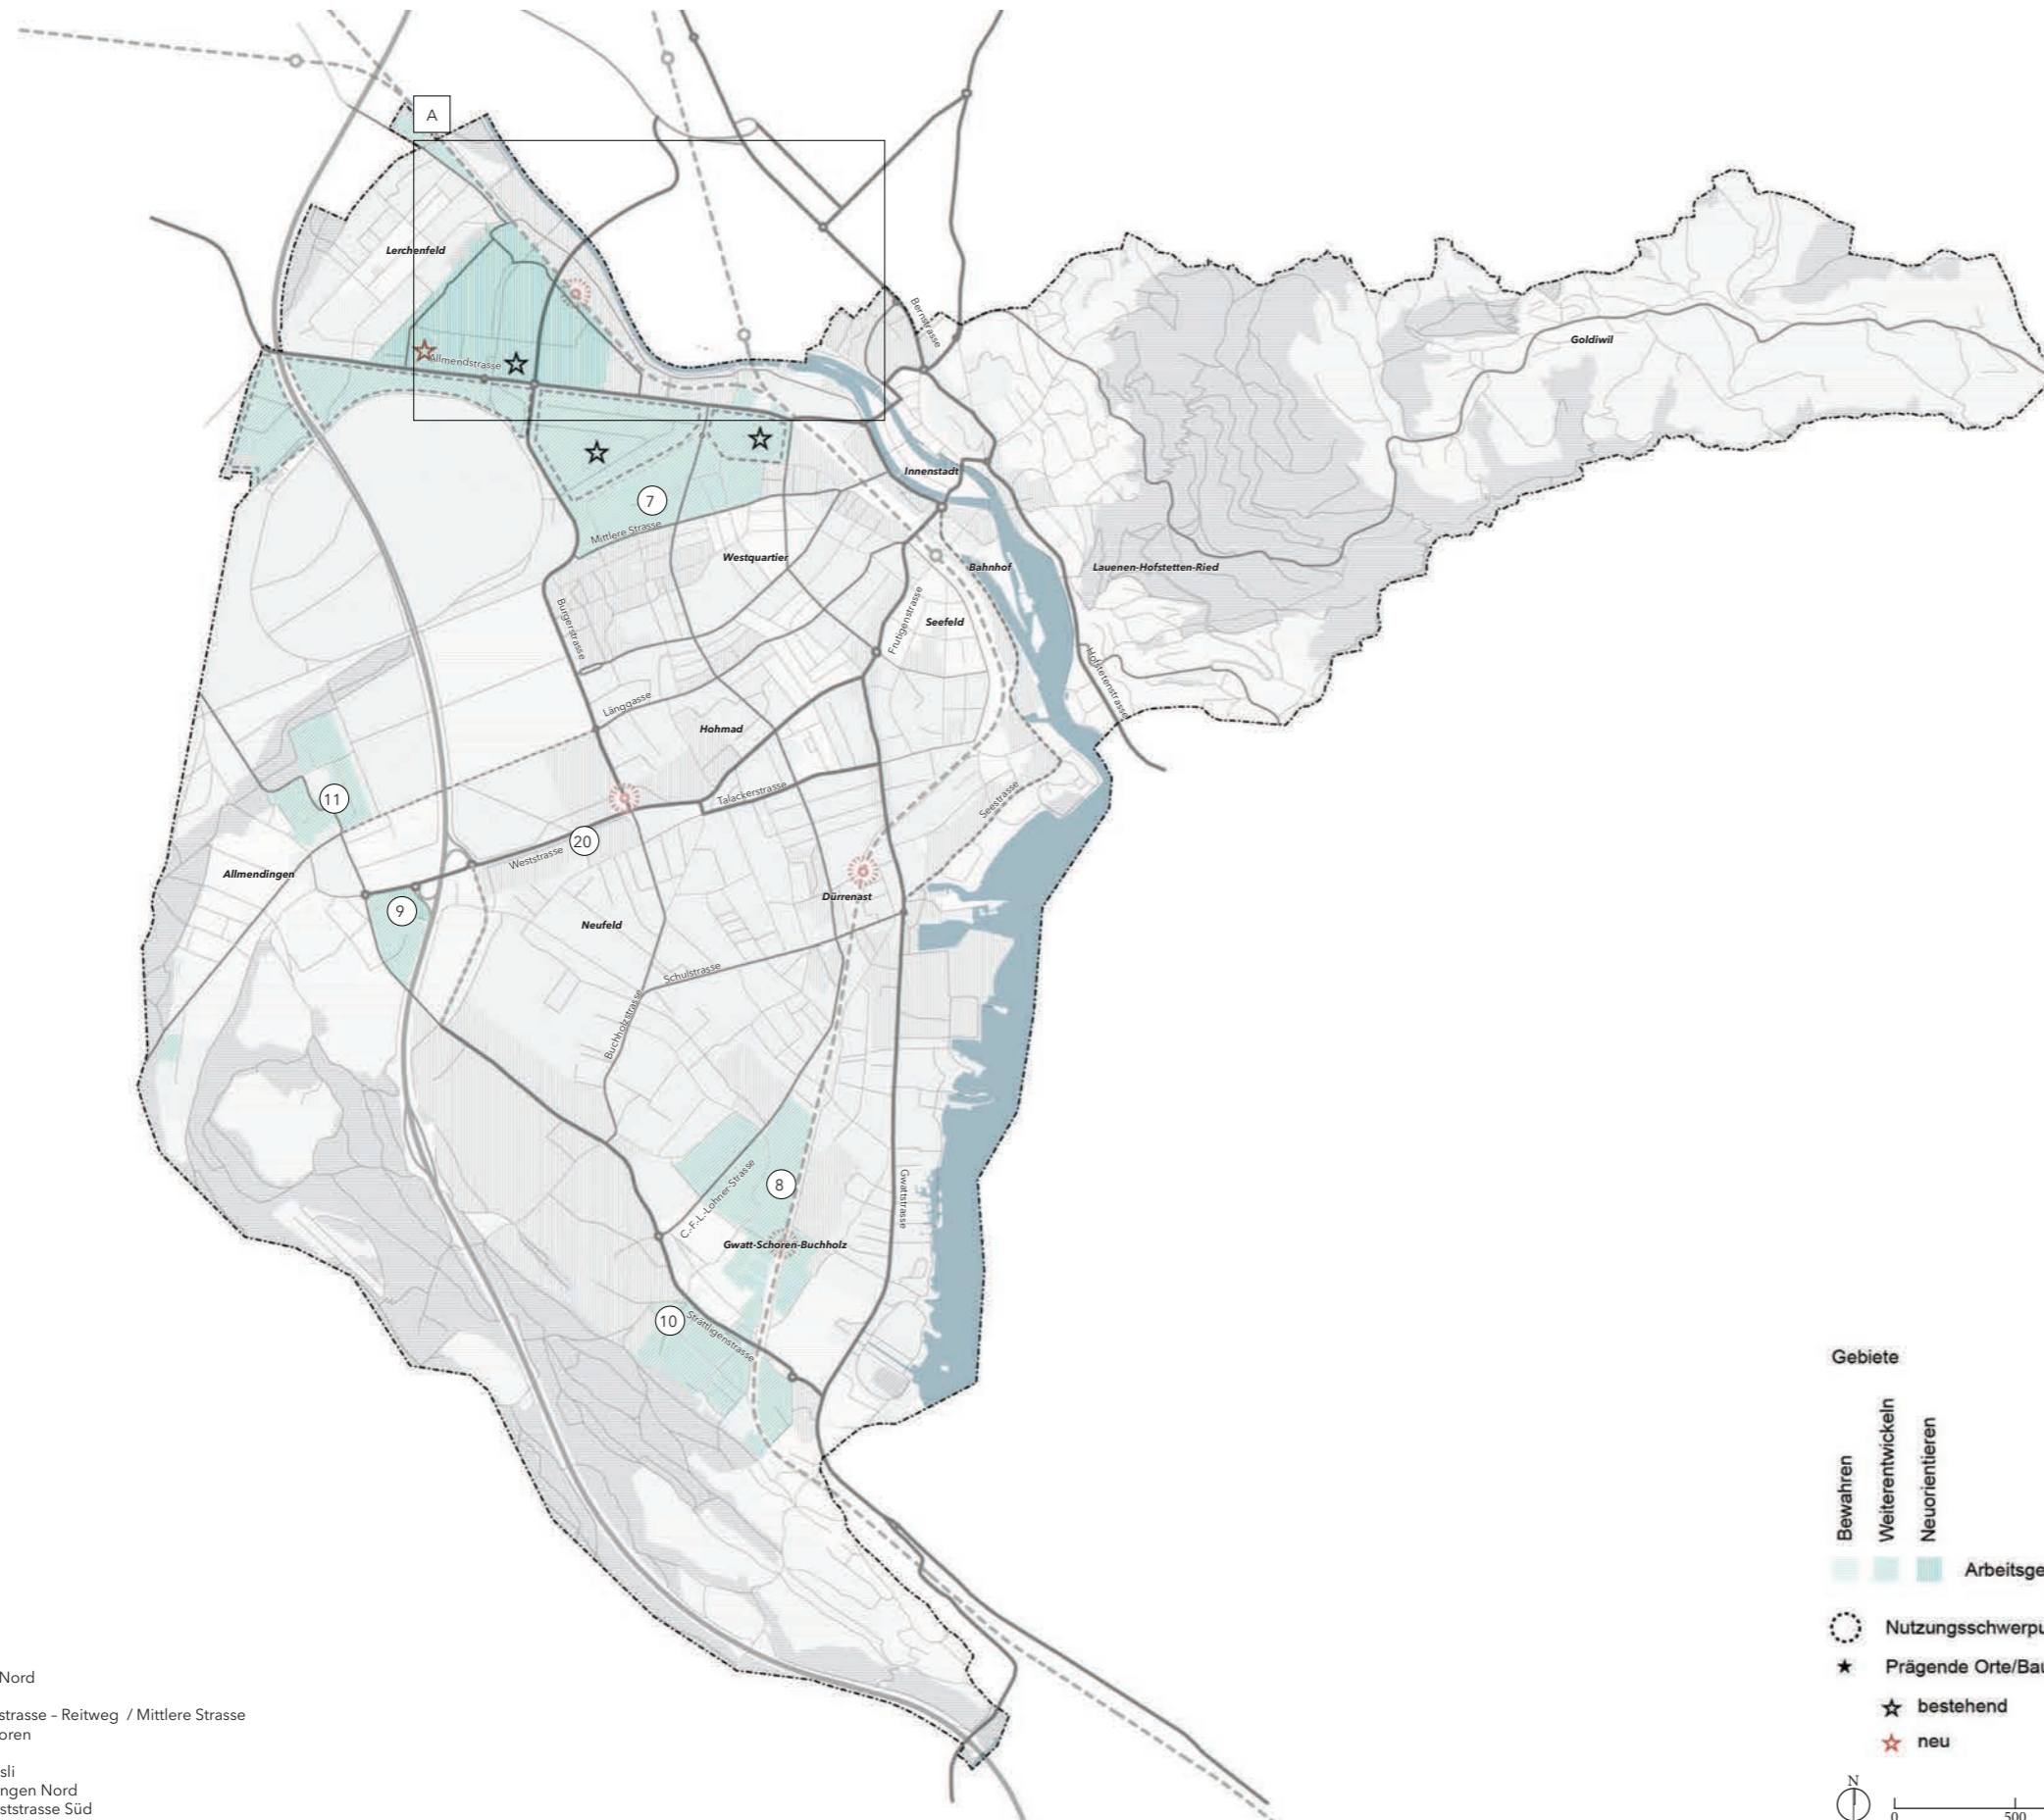 A
Lerchenfeld
Bernstrasse
Goldiwil
Allmendstrasse
Innenstadt
7
Mittlere Strasse
Westquartier
Bahnhof
Lauenen-Hofstetten-Ried
Burgerstrasse
Frutigenstrasse
Seefeld
Hofstetenstrasse
Länggasse
Hohmad
11
Talackerstrasse
Seestrasse
20
Weststrasse
Allmendingen
Dürrenast
9
Neufeld
Schulstrasse
Buchholzstrasse
8
C.-F.-L.-Lohner-Strasse
Gwattstrasse
Gwatt-Schoren-Buchholz
10
Strättligenstrasse
Gebiete
Bewahren
Weiterentwickeln
Neuorientieren
Arbeitsge
Nutzungsschwerpu
Prägende Orte/Bau
bestehend
neu
N
0 500
Nord
strasse – Reitweg / Mittlere Strasse
oren
sli
ngen Nord
ststrasse Süd